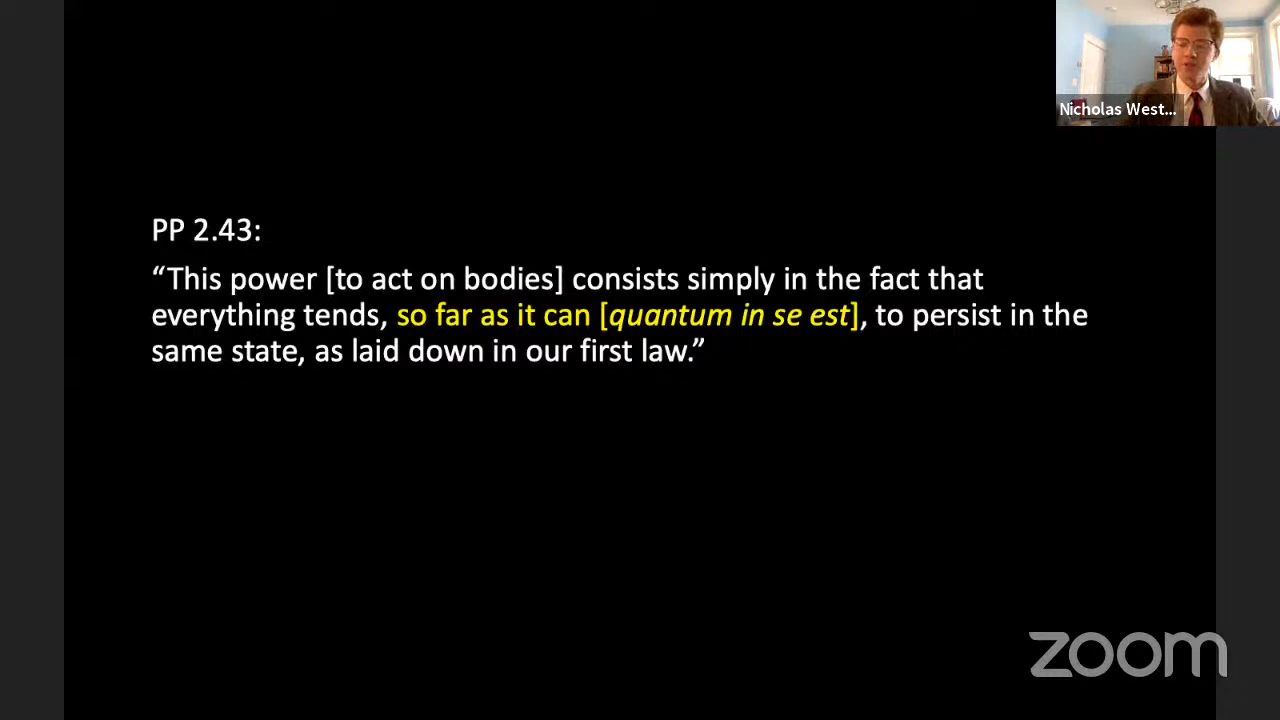 Nicholas West...
PP 2.43:
“This power [to act on bodies] consists simply in the fact that
everything tends, so far as it can [quantum in se est], to persist in the
same state, as laid down in our first law.”
zoom